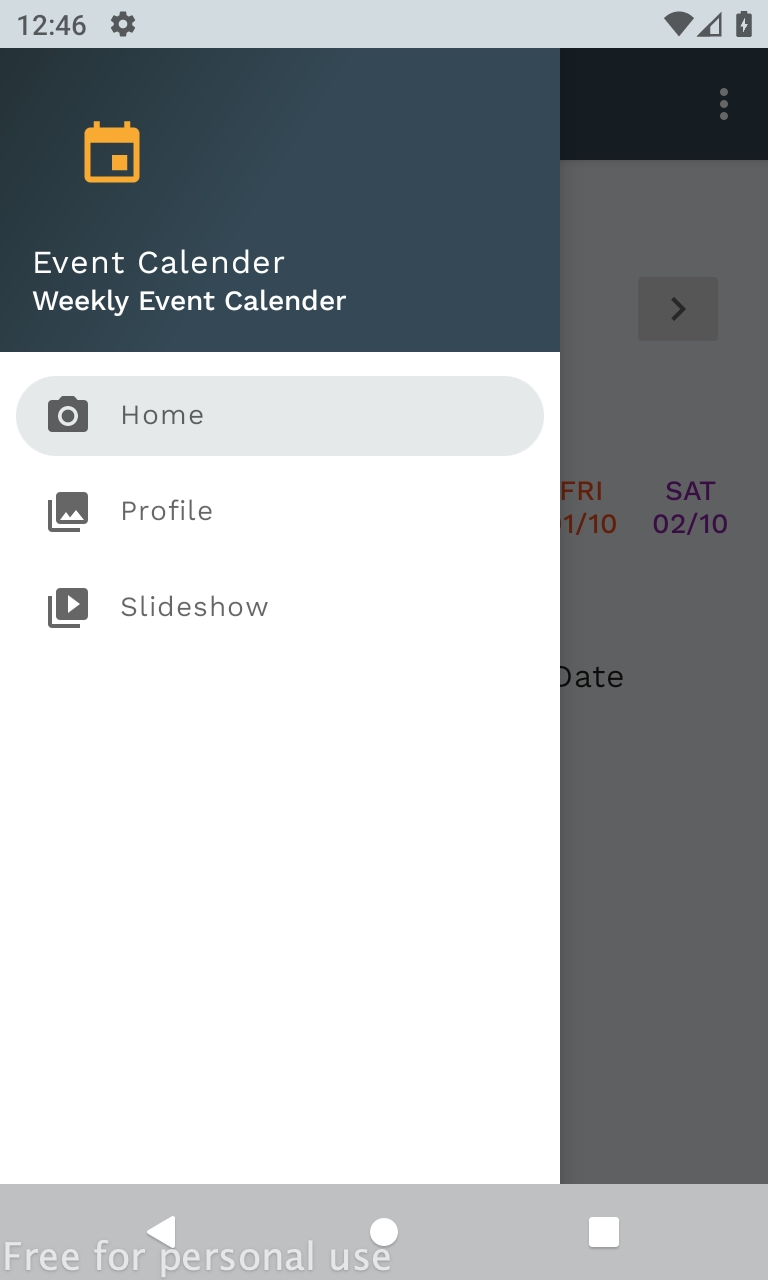 12:46
Event Calender
Weekly Event Calender
Home
Profile
Slideshow
FRI SAT
1/10 02/10
Date
Free for personal use